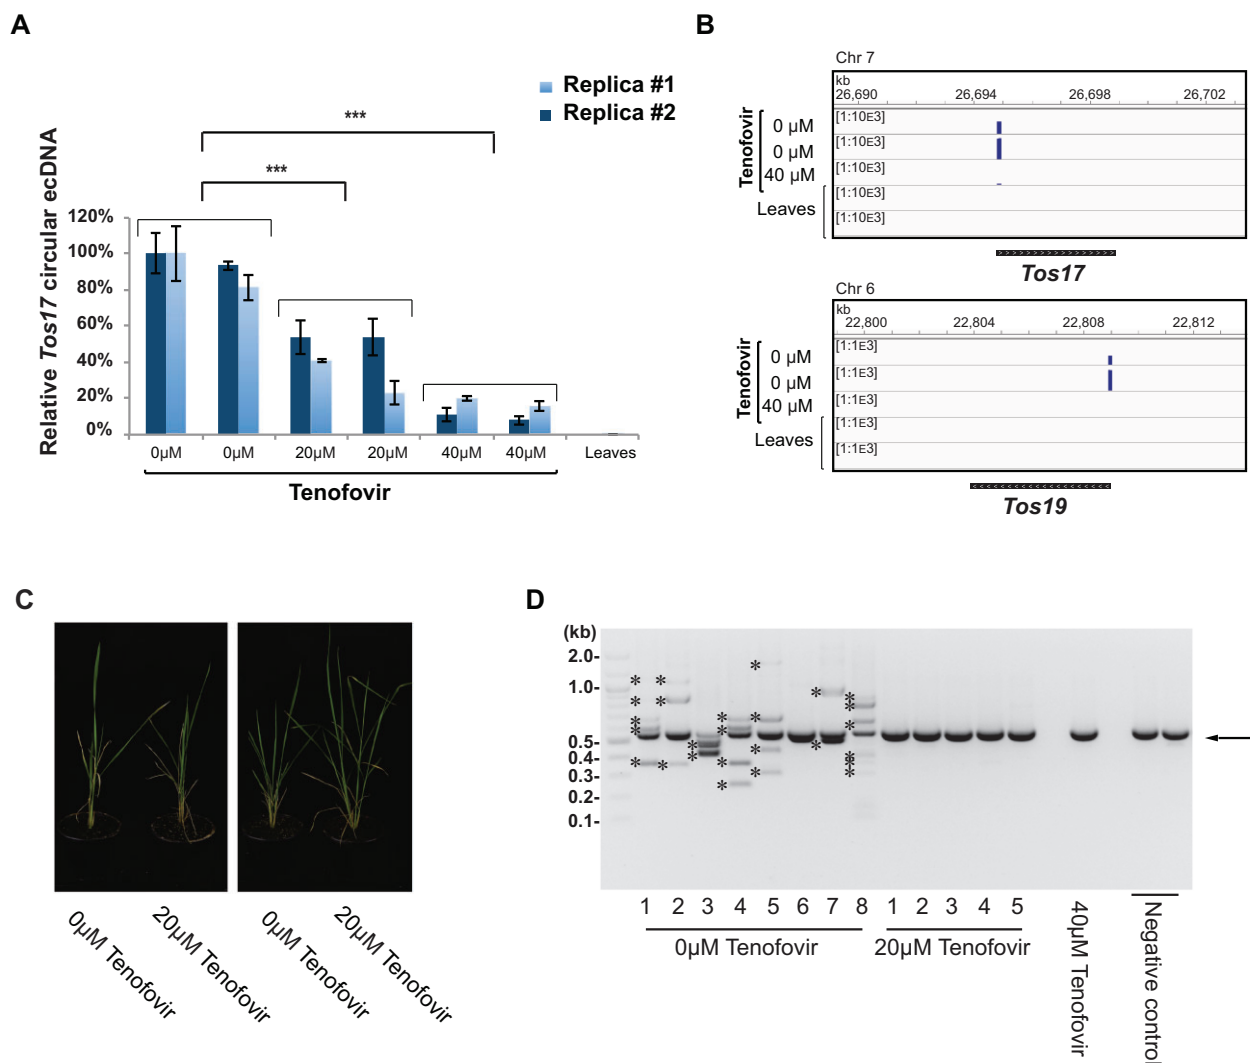 A
Replica #1
Replica #2
***
***
Relative Tos17 circular ecDNA
120%
100%
80%
60%
40%
20%
0%
0µM
0µM
20µM
20µM
40µM
40µM
Leaves
Tenofovir
B
Chr 7
kb
26,690
26,694
26,698
26,702
Tenofovir
0 µM
0 µM
40 µM
Leaves
[1:10E3]
[1:10E3]
[1:10E3]
[1:10E3]
[1:10E3]
Tos17
Chr 6
kb
22,800
22,804
22,808
22,812
Tenofovir
0 µM
0 µM
40 µM
Leaves
[1:1E3]
[1:1E3]
[1:1E3]
[1:1E3]
[1:1E3]
Tos19
C
0µM Tenofovir
20µM Tenofovir
0µM Tenofovir
20µM Tenofovir
D
(kb)
2.0-
1.0-
0.5-
0.4-
0.3-
0.2-
0.1-
1 2 3 4 5 6 7 8
0µM Tenofovir
1 2 3 4 5
20µM Tenofovir
40µM Tenofovir
Negative control